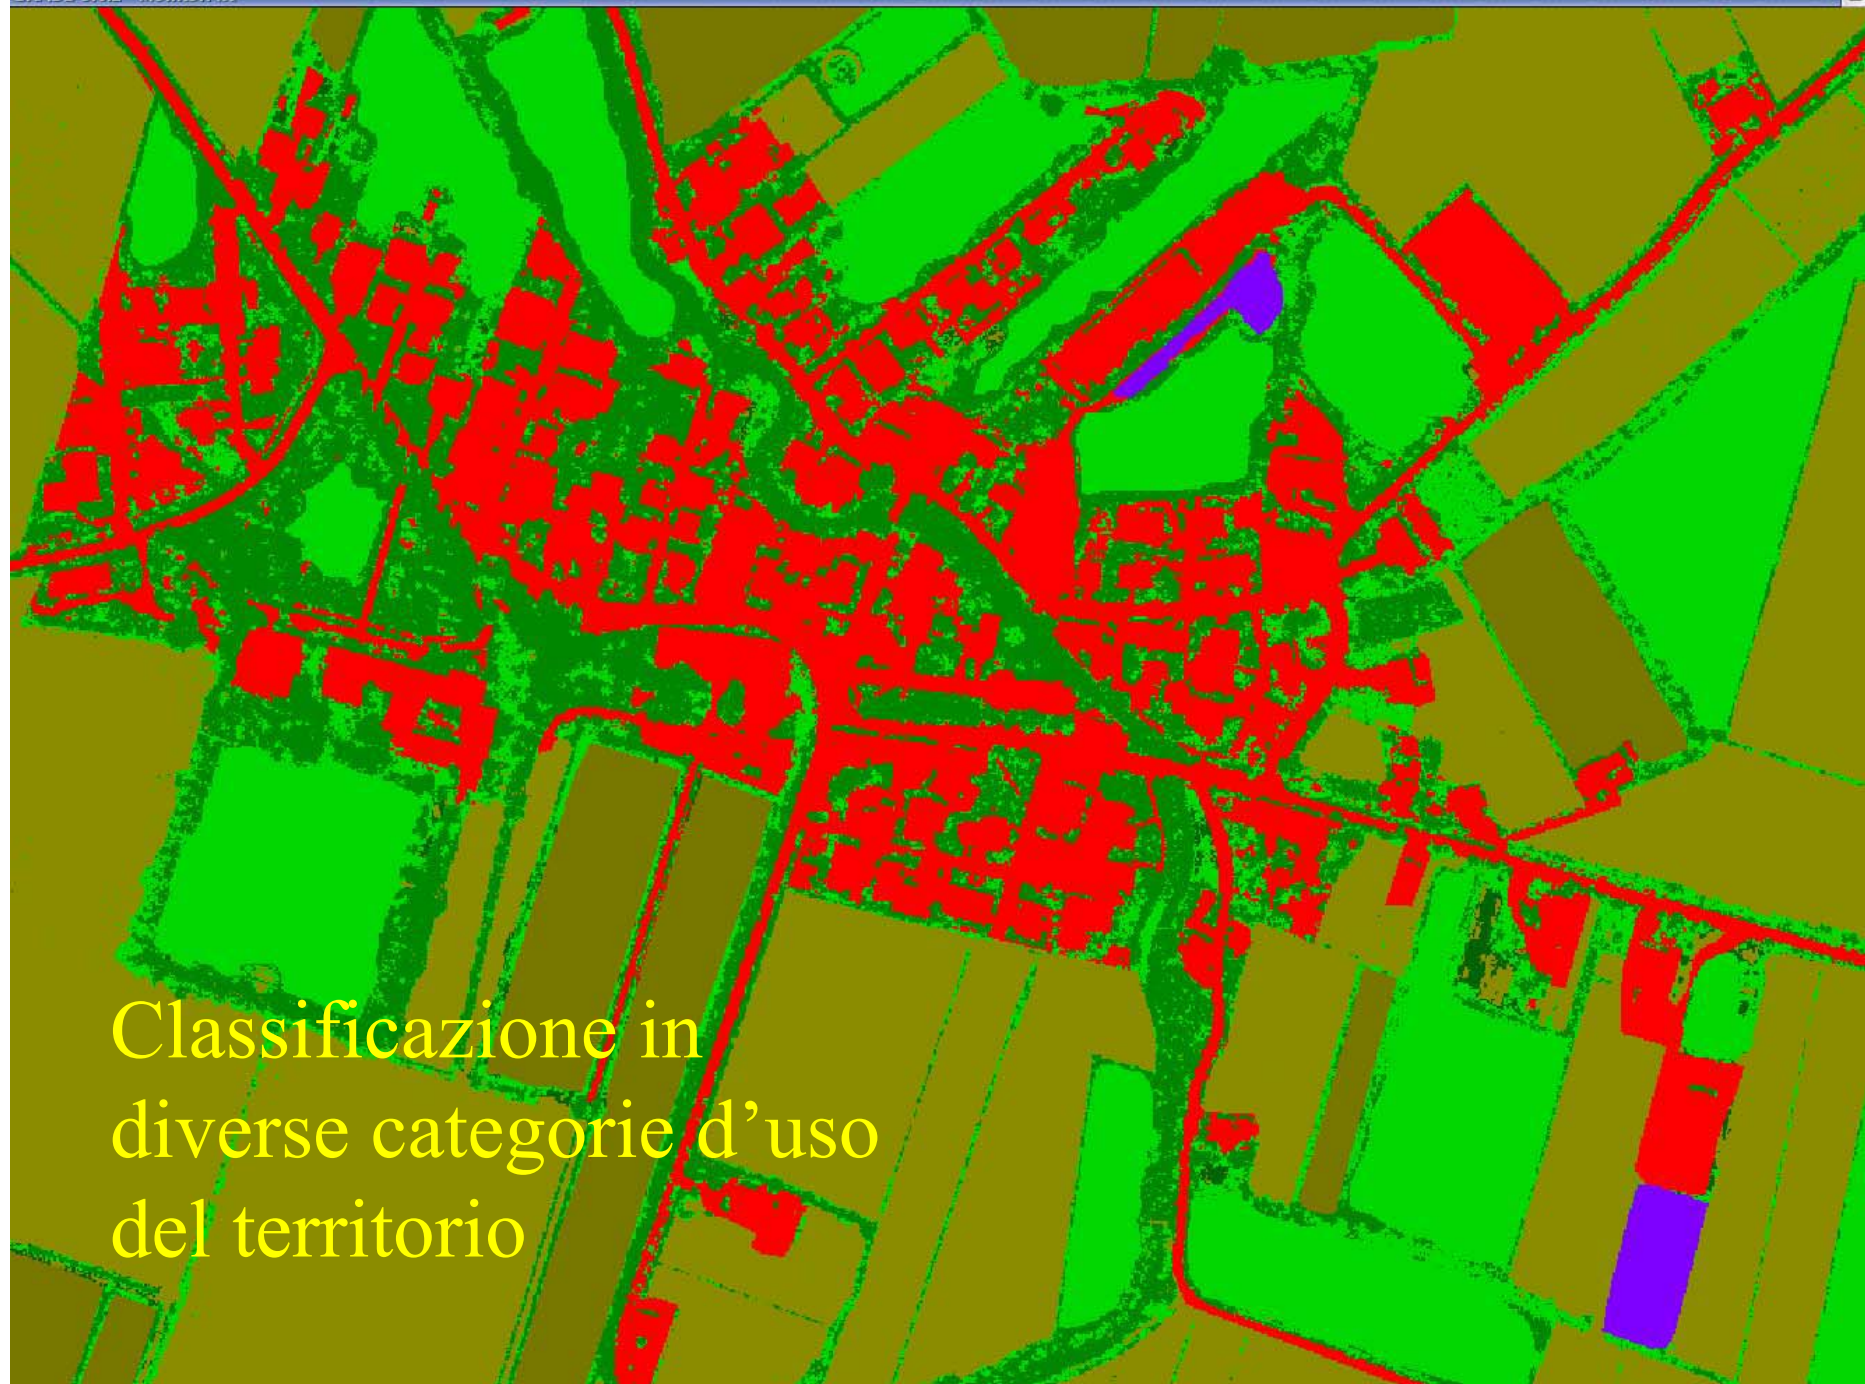 Classificazione in
diverse categorie d’uso
del territorio